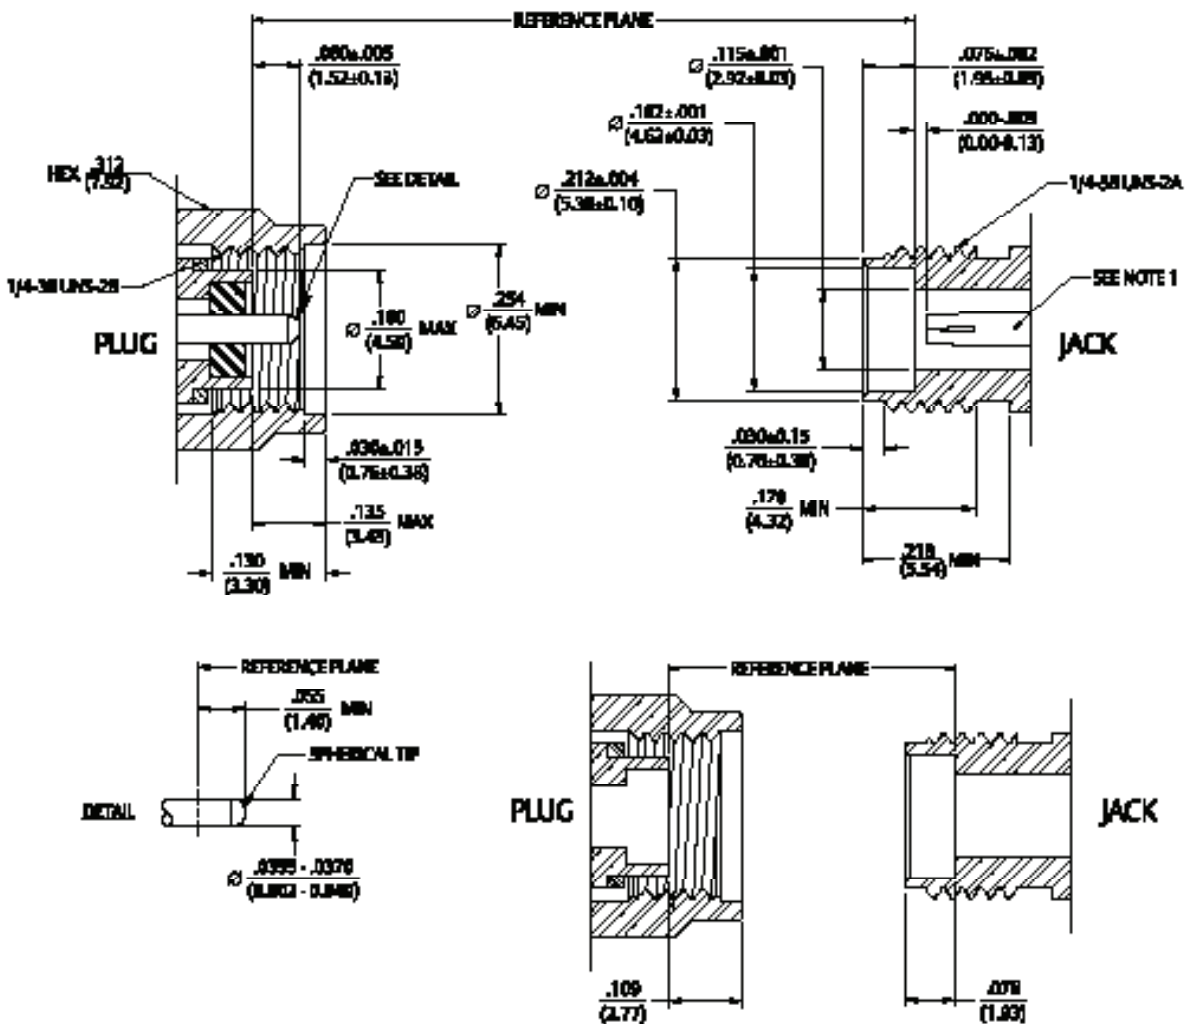 REFERENCE PLANE
.060±.005
(1.52±0.13)
Ø .115±.001
(2.92±0.03)
.076±.002
(1.93±0.05)
Ø .182±.001
(4.62±0.03)
(0.00-0.13)
HEX .312
(7.92)
SEE DETAIL
Ø .212±.004
(5.38±0.10)
1/4-36 UNS-2A
1/4-36 UNS-2B
SEE NOTE 1
PLUG
Ø .180 MAX
(4.58)
Ø .254 MIN
(6.45)
JACK
.030±.015
(0.76±0.38)
.030±0.15
(0.76±0.38)
.135 MAX
(3.43)
.170 MIN
(4.32)
.130 MIN
(3.30)
.218 MIN
(5.54)
REFERENCE PLANE
.055 MIN
(1.40)
SPHERICAL TIP
DETAIL
REFERENCE PLANE
PLUG
JACK
.109
(2.77)
.076
(1.93)